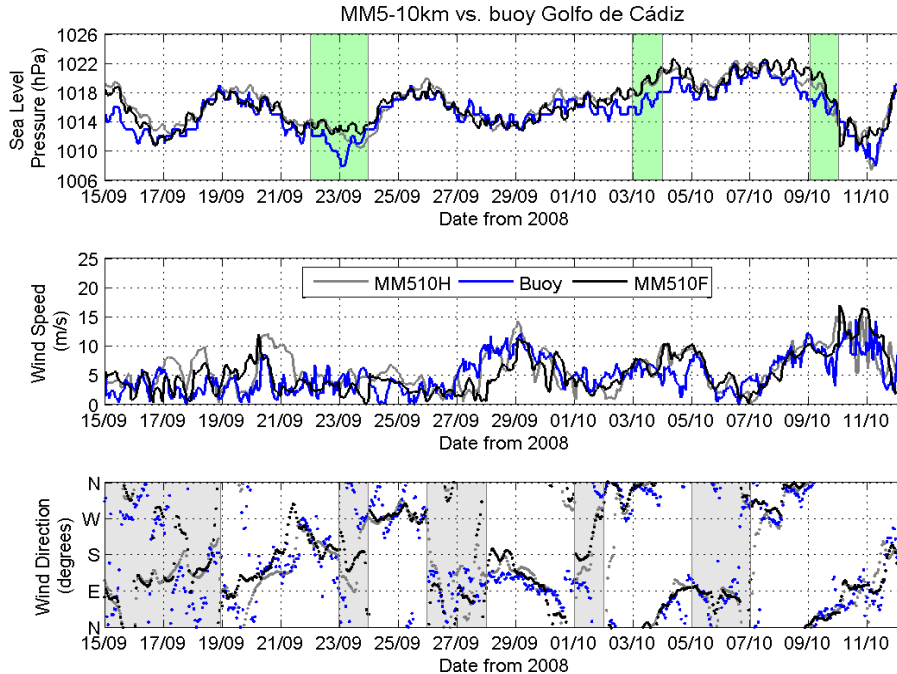 MM5-10km vs. buoy Golfo de Cádiz
Sea Level
Pressure (hPa)
1026
1022
1018
1014
1010
1006
15/09 17/09 19/09 21/09 23/09 25/09 27/09 29/09 01/10 03/10 05/10 07/10 09/10 11/10
Date from 2008
Wind Speed
(m/s)
25
20
15
10
5
0
MM510H Buoy MM510F
15/09 17/09 19/09 21/09 23/09 25/09 27/09 29/09 01/10 03/10 05/10 07/10 09/10 11/10
Date from 2008
Wind Direction
(degrees)
N
W
S
E
N
15/09 17/09 19/09 21/09 23/09 25/09 27/09 29/09 01/10 03/10 05/10 07/10 09/10 11/10
Date from 2008